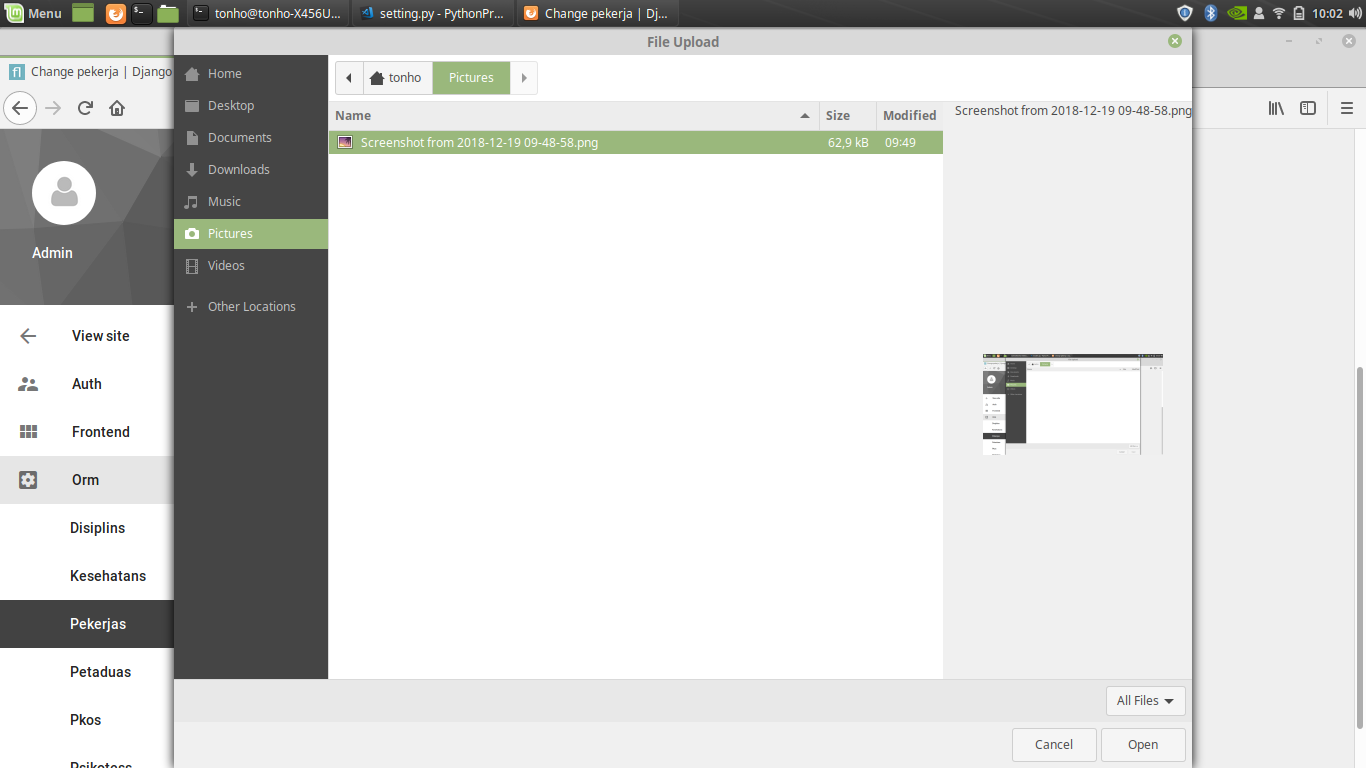 Menu
tonho@tonho-X456U...
setting.py - PythonPr...
Change pekerja | Dj...
10:02
File Upload
Change pekerja | Django
Home
Desktop
Documents
Downloads
Music
Pictures
Videos
Other Locations
tonho
Pictures
Name
Size
Modified
Screenshot from 2018-12-19 09-48-58.png
62,9 kB
09:49
Screenshot from 2018-12-19 09-48-58.png
Admin
View site
Auth
Frontend
Orm
Disiplins
Kesehatans
Pekerjas
Petaduas
Pkos
Psikotess
All Files
Cancel
Open